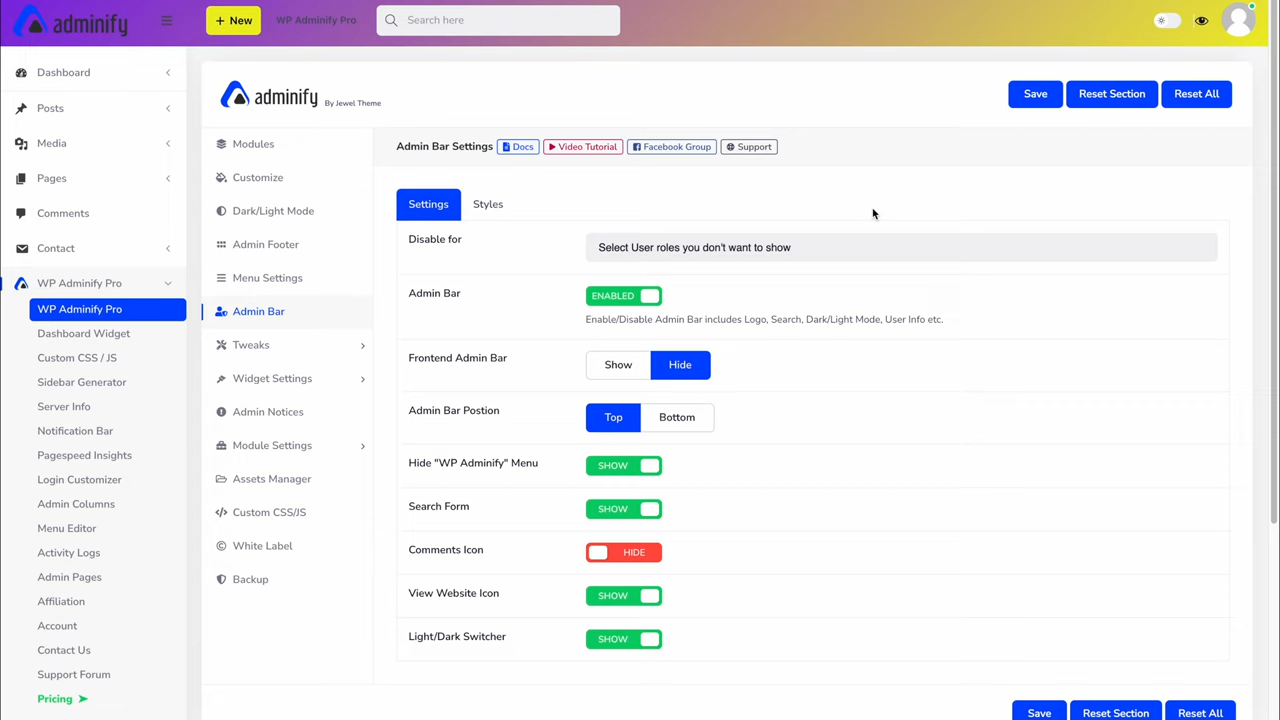 adminify
+ New
WP Adminify Pro
Search here
Dashboard
Posts
Media
Pages
Comments
Contact
WP Adminify Pro
WP Adminify Pro
Dashboard Widget
Custom CSS / JS
Sidebar Generator
Server Info
Notification Bar
Pagespeed Insights
Login Customizer
Admin Columns
Menu Editor
Activity Logs
Admin Pages
Affiliation
Account
Contact Us
Support Forum
Pricing
adminify By Jewel Theme
Save
Reset Section
Reset All
Modules
Customize
Dark/Light Mode
Admin Footer
Menu Settings
Admin Bar
Tweaks
Widget Settings
Admin Notices
Module Settings
Assets Manager
Custom CSS/JS
White Label
Backup
Admin Bar Settings
Docs
Video Tutorial
Facebook Group
Support
Settings
Styles
Disable for
Select User roles you don't want to show
Admin Bar
ENABLED
Enable/Disable Admin Bar includes Logo, Search, Dark/Light Mode, User Info etc.
Frontend Admin Bar
Show
Hide
Admin Bar Postion
Top
Bottom
Hide "WP Adminify" Menu
SHOW
Search Form
SHOW
Comments Icon
HIDE
View Website Icon
SHOW
Light/Dark Switcher
SHOW
Save
Reset Section
Reset All